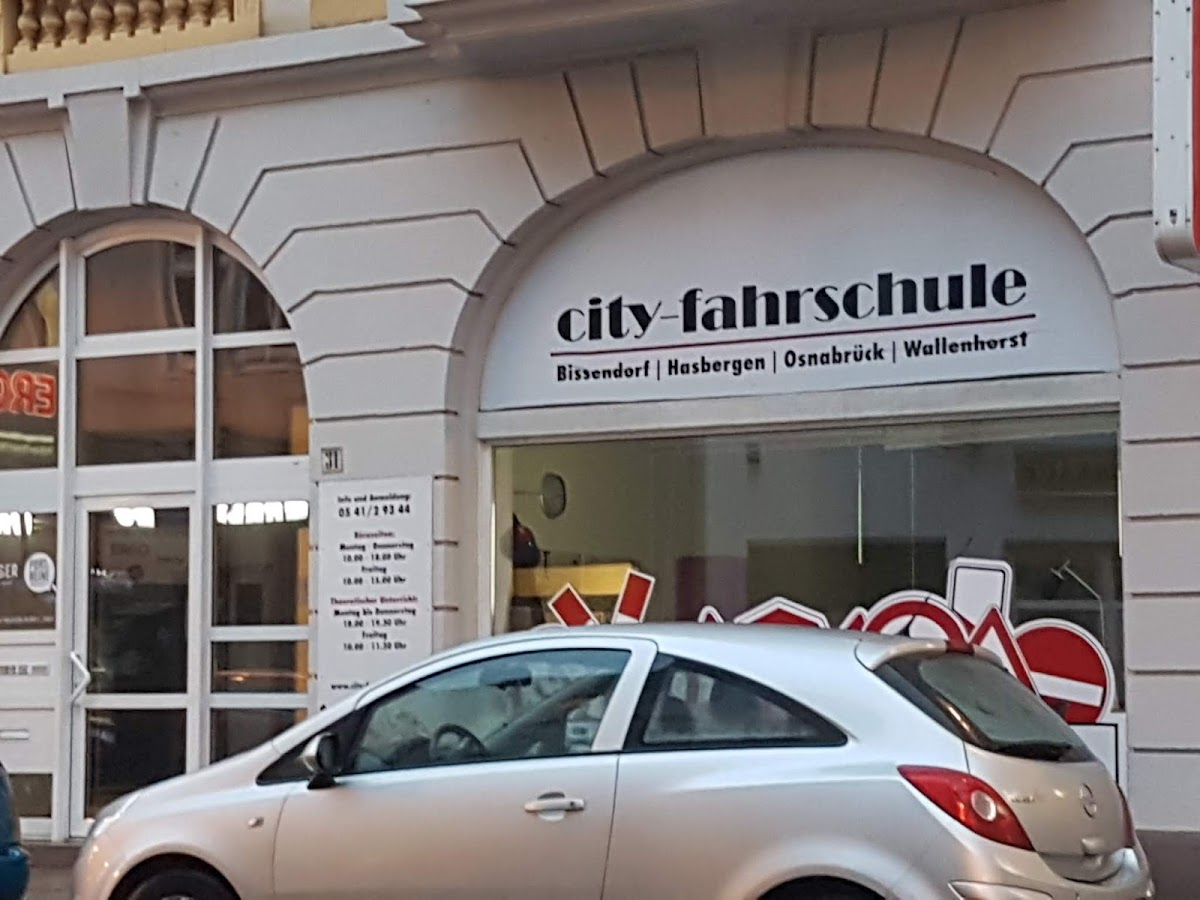 city-fahrschule
Bissendorf | Hasbergen | Osnabrück | Wallenhorst
31
Info und Anmeldung:
05 41/2 93 44
Bürozeiten:
Montag - Donnerstag
10.00 - 18.00 Uhr
Freitag
10.00 - 15.00 Uhr
Theoretischer Unterricht:
Montag bis Donnerstag
18.00 - 19.30 Uhr
Freitag
10.00 - 11.30 Uhr